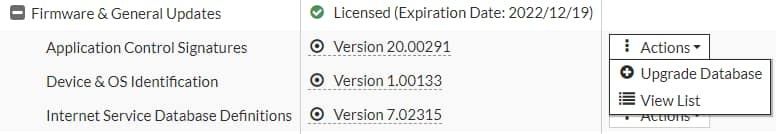 Firmware & General Updates Licensed (Expiration Date: 2022/12/19)
Application Control Signatures Version 20.00291 Actions
Device & OS Identification Version 1.00133 Upgrade Database
View List
Internet Service Database Definitions Version 7.02315 Actions